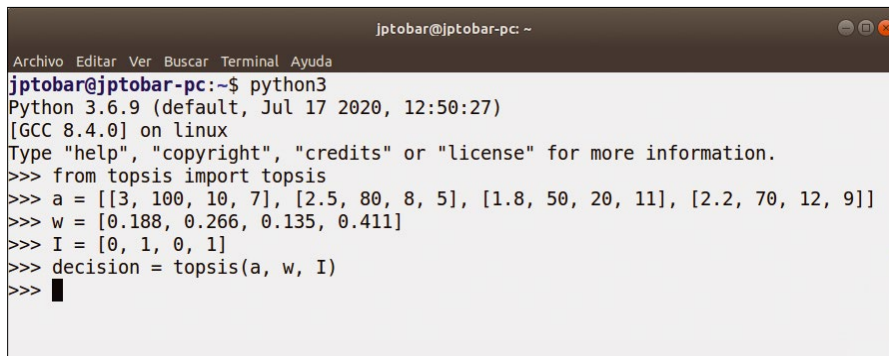 jptobar@jptobar-pc: ~
Archivo Editar Ver Buscar Terminal Ayuda
jptobar@jptobar-pc:~$ python3
Python 3.6.9 (default, Jul 17 2020, 12:50:27)
[GCC 8.4.0] on linux
Type "help", "copyright", "credits" or "license" for more information.
>>> from topsis import topsis
>>> a = [[3, 100, 10, 7], [2.5, 80, 8, 5], [1.8, 50, 20, 11], [2.2, 70, 12, 9]]
>>> w = [0.188, 0.266, 0.135, 0.411]
>>> I = [0, 1, 0, 1]
>>> decision = topsis(a, w, I)
>>>